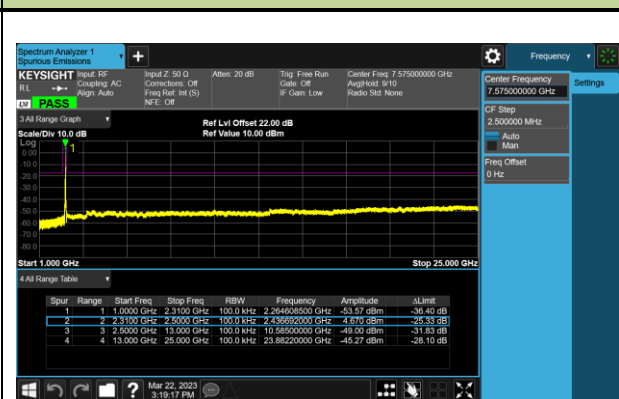 Spectrum Analyzer 1
Spurious Emissions
Frequency
KEYSIGHT
Input: RF
Coupling: AC
Align: Auto
Input Z: 50 Ω
Corrections: Off
Freq Ref: Int (S)
NFE: Off
Atten: 20 dB
Trig: Free Run
Gate: Off
IF Gain: Low
Center Freq: 7.575000000 GHz
Avg|Hold: 9/10
Radio Std: None
RL
LXI
PASS
Center Frequency
7.575000000 GHz
Settings
CF Step
2.500000 MHz
Auto
Man
Freq Offset
0 Hz
3 All Range Graph
Scale/Div 10.0 dB
Ref Lvl Offset 22.00 dB
Ref Value 10.00 dBm
Log
1
0.00
-10.0
-20.0
-30.0
-40.0
-50.0
-60.0
-70.0
-80.0
Start 1.000 GHz
Stop 25.000 GHz
4 All Range Table
Spur Range Start Freq Stop Freq RBW Frequency Amplitude ΔLimit
1 1 1.0000 GHz 2.3100 GHz 100.0 kHz 2.264608500 GHz -53.57 dBm -36.40 dB
2 2 2.3100 GHz 2.5000 GHz 100.0 kHz 2.436692000 GHz 4.670 dBm -25.33 dB
3 3 2.5000 GHz 13.000 GHz 100.0 kHz 10.58500000 GHz -49.00 dBm -31.83 dB
4 4 13.000 GHz 25.000 GHz 100.0 kHz 23.88220000 GHz -45.27 dBm -28.10 dB
Mar 22, 2023
3:19:17 PM